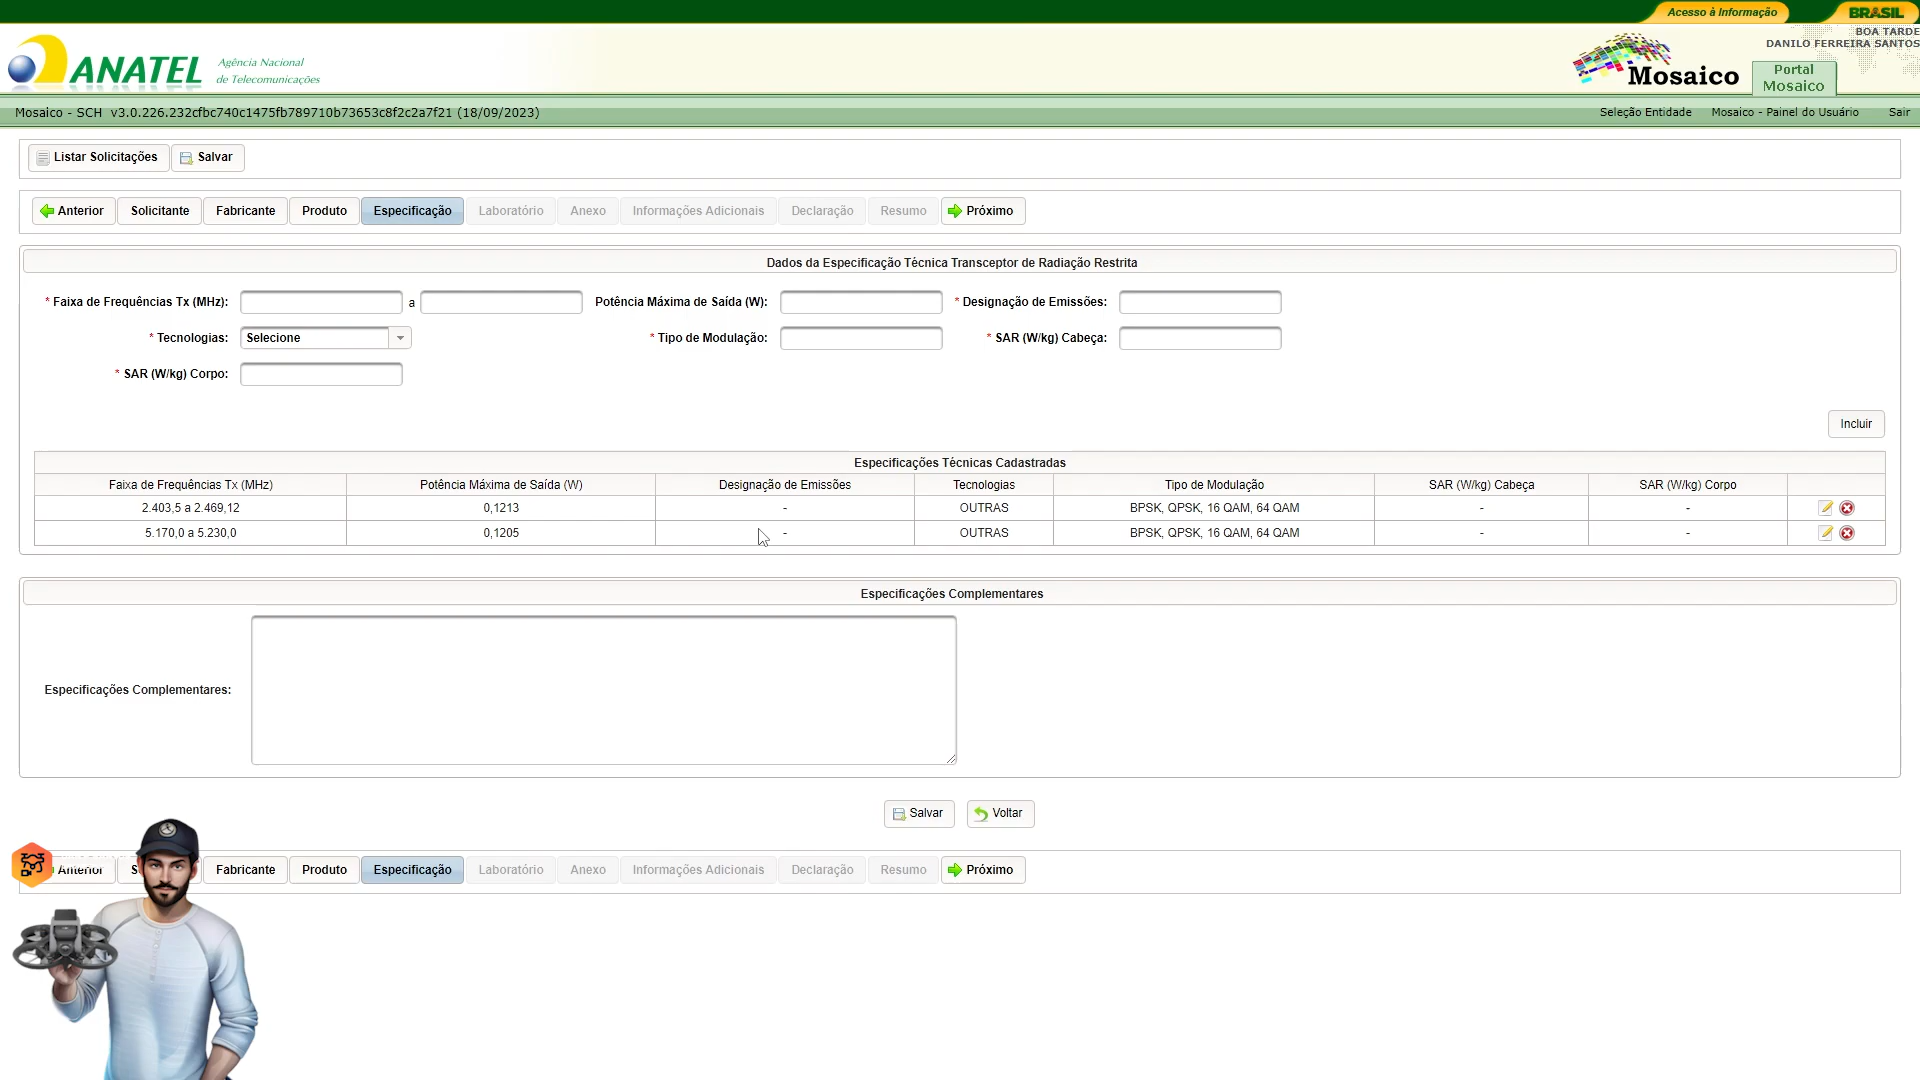 Acesso à Informação
BRASIL
BOA TARDE
DANILO FERREIRA SANTOS
ANATEL
Agência Nacional
de Telecomunicações
Mosaico
Portal
Mosaico
Mosaico - SCH v3.0.226.232cfbc740c1475fb789710b73653c8f2c2a7f21 (18/09/2023)
Seleção Entidade Mosaico - Painel do Usuário Sair
Listar Solicitações Salvar
Anterior Solicitante Fabricante Produto Especificação Laboratório Anexo Informações Adicionais Declaração Resumo Próximo
Dados da Especificação Técnica Transceptor de Radiação Restrita
* Faixa de Frequências Tx (MHz): a Potência Máxima de Saída (W): * Designação de Emissões:
* Tecnologias: Selecione * Tipo de Modulação: * SAR (W/kg) Cabeça:
* SAR (W/kg) Corpo:
Incluir
Especificações Técnicas Cadastradas
Faixa de Frequências Tx (MHz) Potência Máxima de Saída (W) Designação de Emissões Tecnologias Tipo de Modulação SAR (W/kg) Cabeça SAR (W/kg) Corpo
2.403,5 a 2.469,12 0,1213 - OUTRAS BPSK, QPSK, 16 QAM, 64 QAM - -
5.170,0 a 5.230,0 0,1205 - OUTRAS BPSK, QPSK, 16 QAM, 64 QAM - -
Especificações Complementares
Especificações Complementares:
Salvar Voltar
Anterior Fabricante Produto Especificação Laboratório Anexo Informações Adicionais Declaração Resumo Próximo